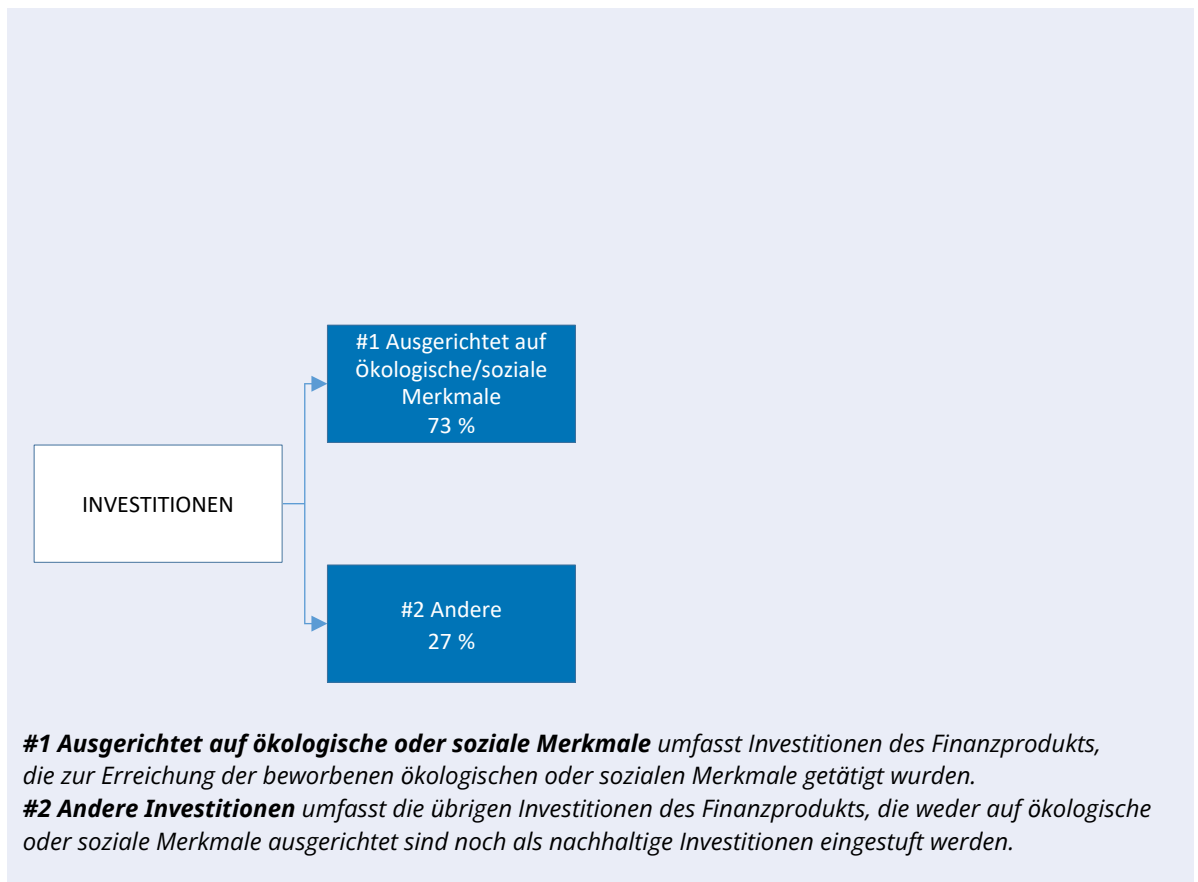 #1 Ausgerichtet auf
ökologische/soziale
Merkmale
73 %
INVESTITIONEN
#2 Andere
27 %
#1 Ausgerichtet auf ökologische oder soziale Merkmale umfasst Investitionen des Finanzprodukts,
die zur Erreichung der beworbenen ökologischen oder sozialen Merkmale getätigt wurden.
#2 Andere Investitionen umfasst die übrigen Investitionen des Finanzprodukts, die weder auf ökologische
oder soziale Merkmale ausgerichtet sind noch als nachhaltige Investitionen eingestuft werden.